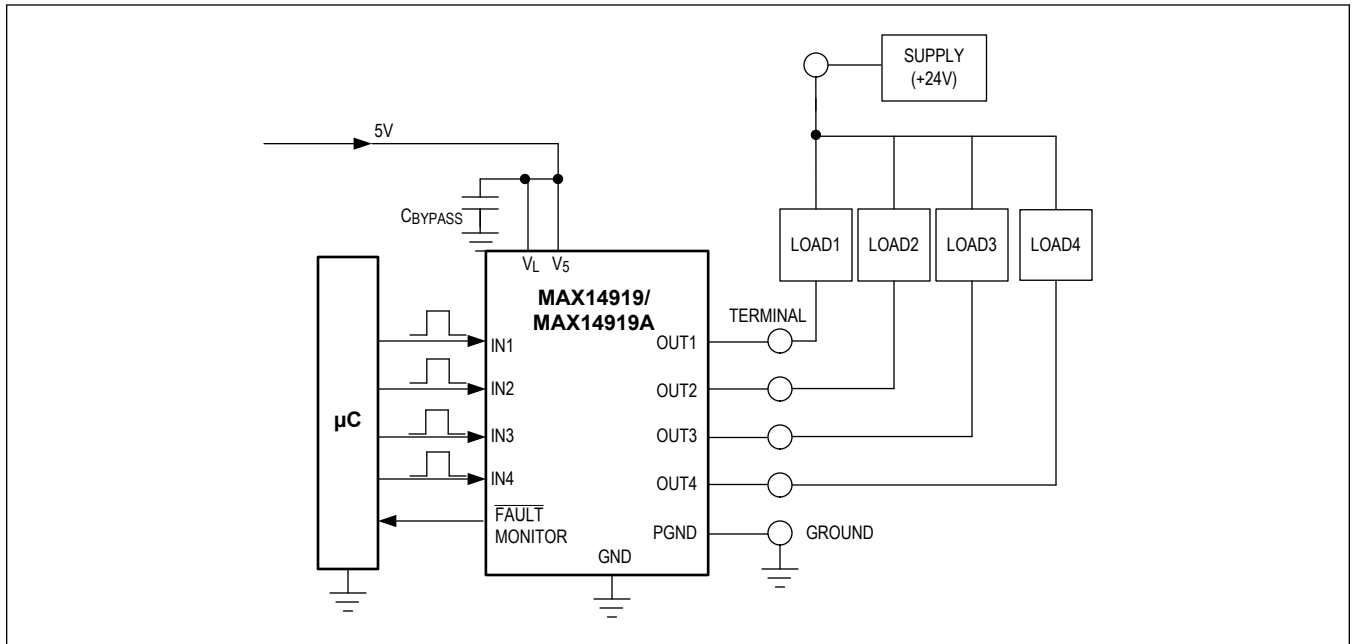 SUPPLY
(+24V)
5V
CBYPASS
VL V5
LOAD1 LOAD2 LOAD3 LOAD4
MAX14919/
MAX14919A
TERMINAL
µC
IN1
OUT1
IN2
OUT2
IN3
OUT3
IN4
OUT4
FAULT
MONITOR
PGND
GROUND
GND